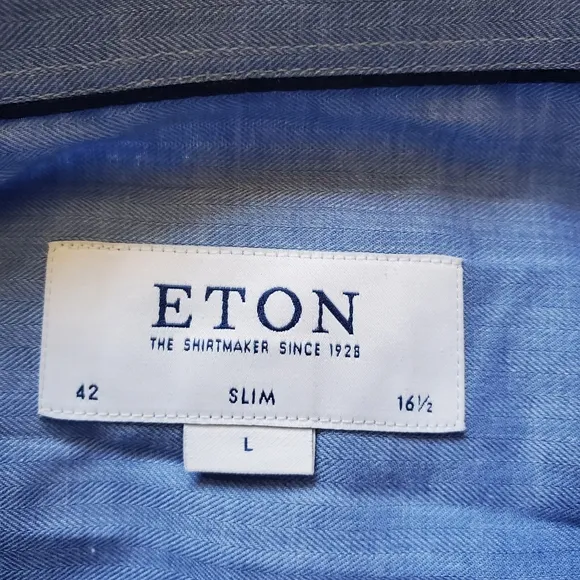 ETON
THE SHIRTMAKER SINCE 1928
42 SLIM 16½
L